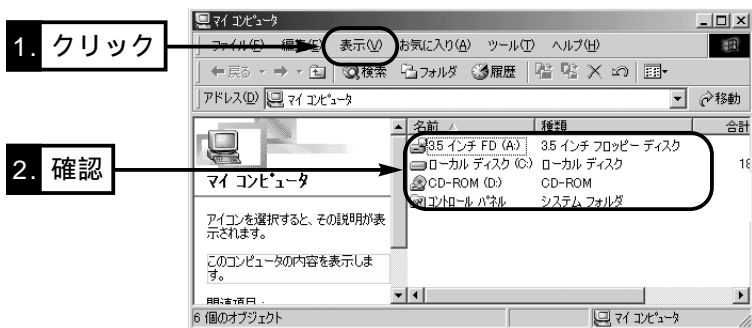 マイ コンピュータ
1. クリック
ファイル(F) 編集(E) 表示(V) お気に入り(A) ツール(T) ヘルプ(H)
戻る 検索 フォルダ 履歴
アドレス(D) マイ コンピュータ 移動
名前 種類 合計
3.5 インチ FD (A:) 3.5 インチ フロッピー ディスク
ローカル ディスク (C:) ローカル ディスク 18
2. 確認
マイ コンピュータ
CD-ROM (D:) CD-ROM
コントロール パネル システム フォルダ
アイコンを選択すると、その説明が表
示されます。
このコンピュータの内容を表示しま
す。
関連項目:
6 個のオブジェクト マイ コンピュータ